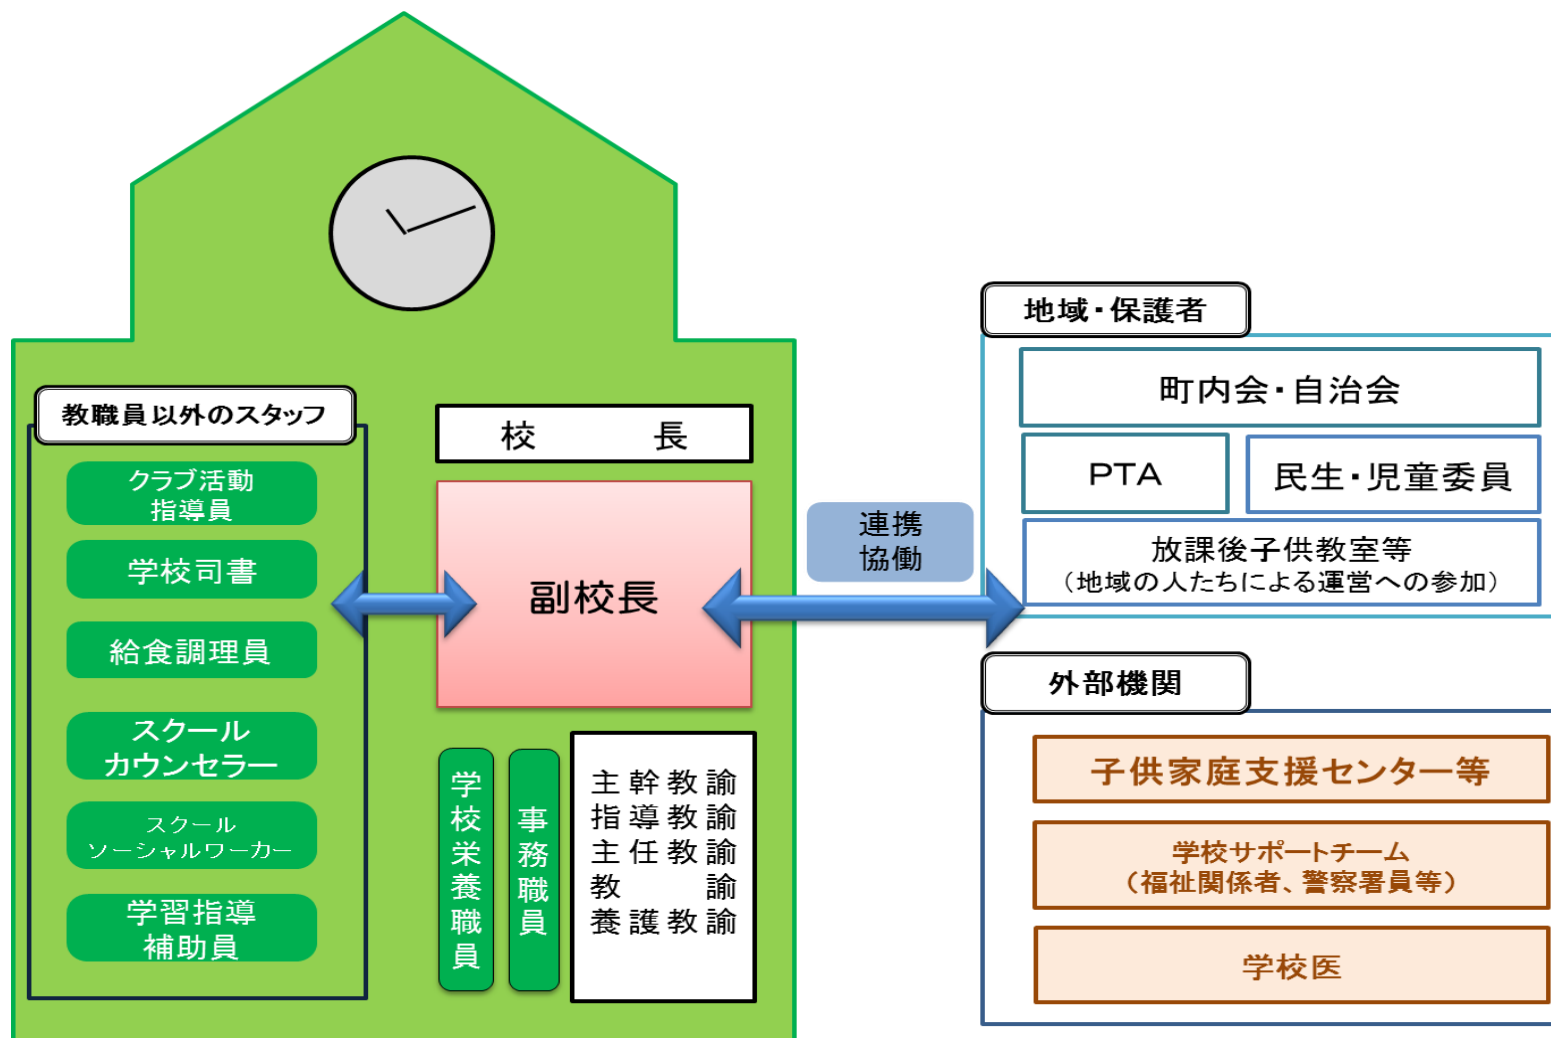 教職員以外のスタッフ
クラブ活動
指導員
学校司書
給食調理員
スクール
カウンセラー
スクール
ソーシャルワーカー
学習指導
補助員
校長
副校長
学校栄養職員
事務職員
主幹教諭
指導教諭
主任教諭
教諭
養護教諭
連携
協働
地域・保護者
町内会・自治会
PTA
民生・児童委員
放課後子供教室等
(地域の人たちによる運営への参加)
外部機関
子供家庭支援センター等
学校サポートチーム
(福祉関係者、警察署員等)
学校医